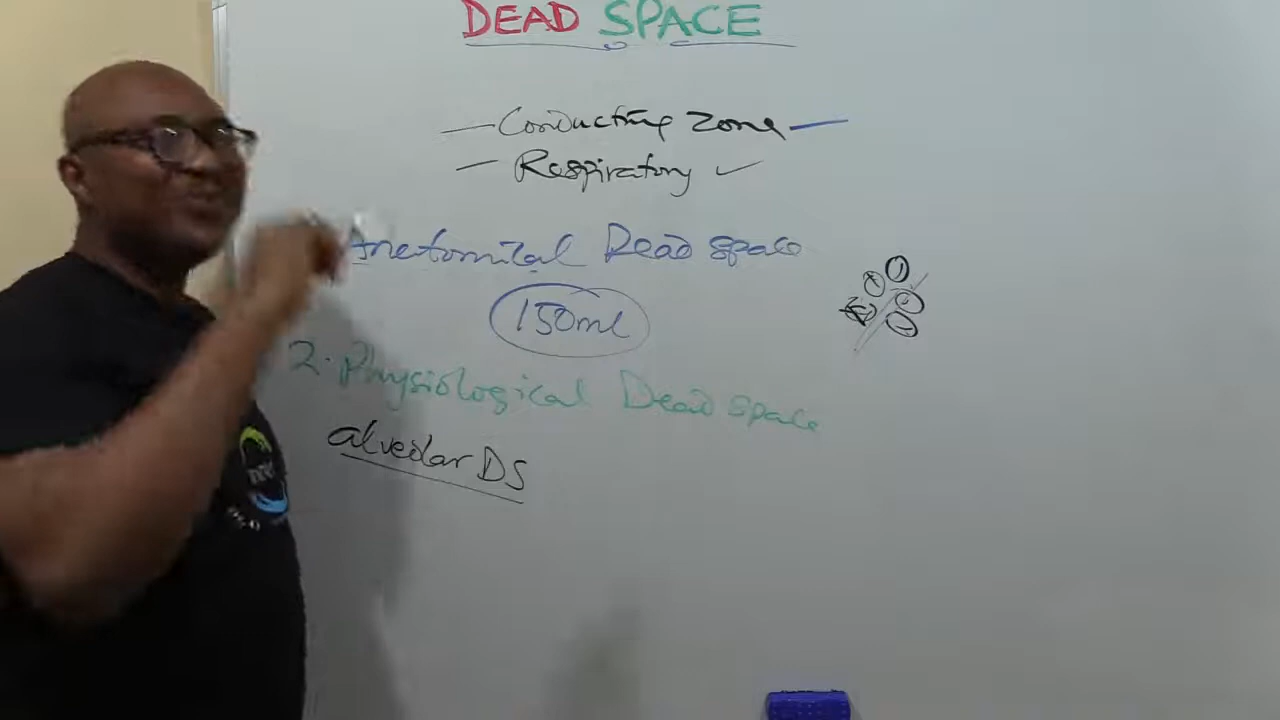 DEAD SPACE
— Conducting Zone —
— Respiratory ✓
Anatomical Dead space
150ml
2. Physiological Dead space
alveolar DS